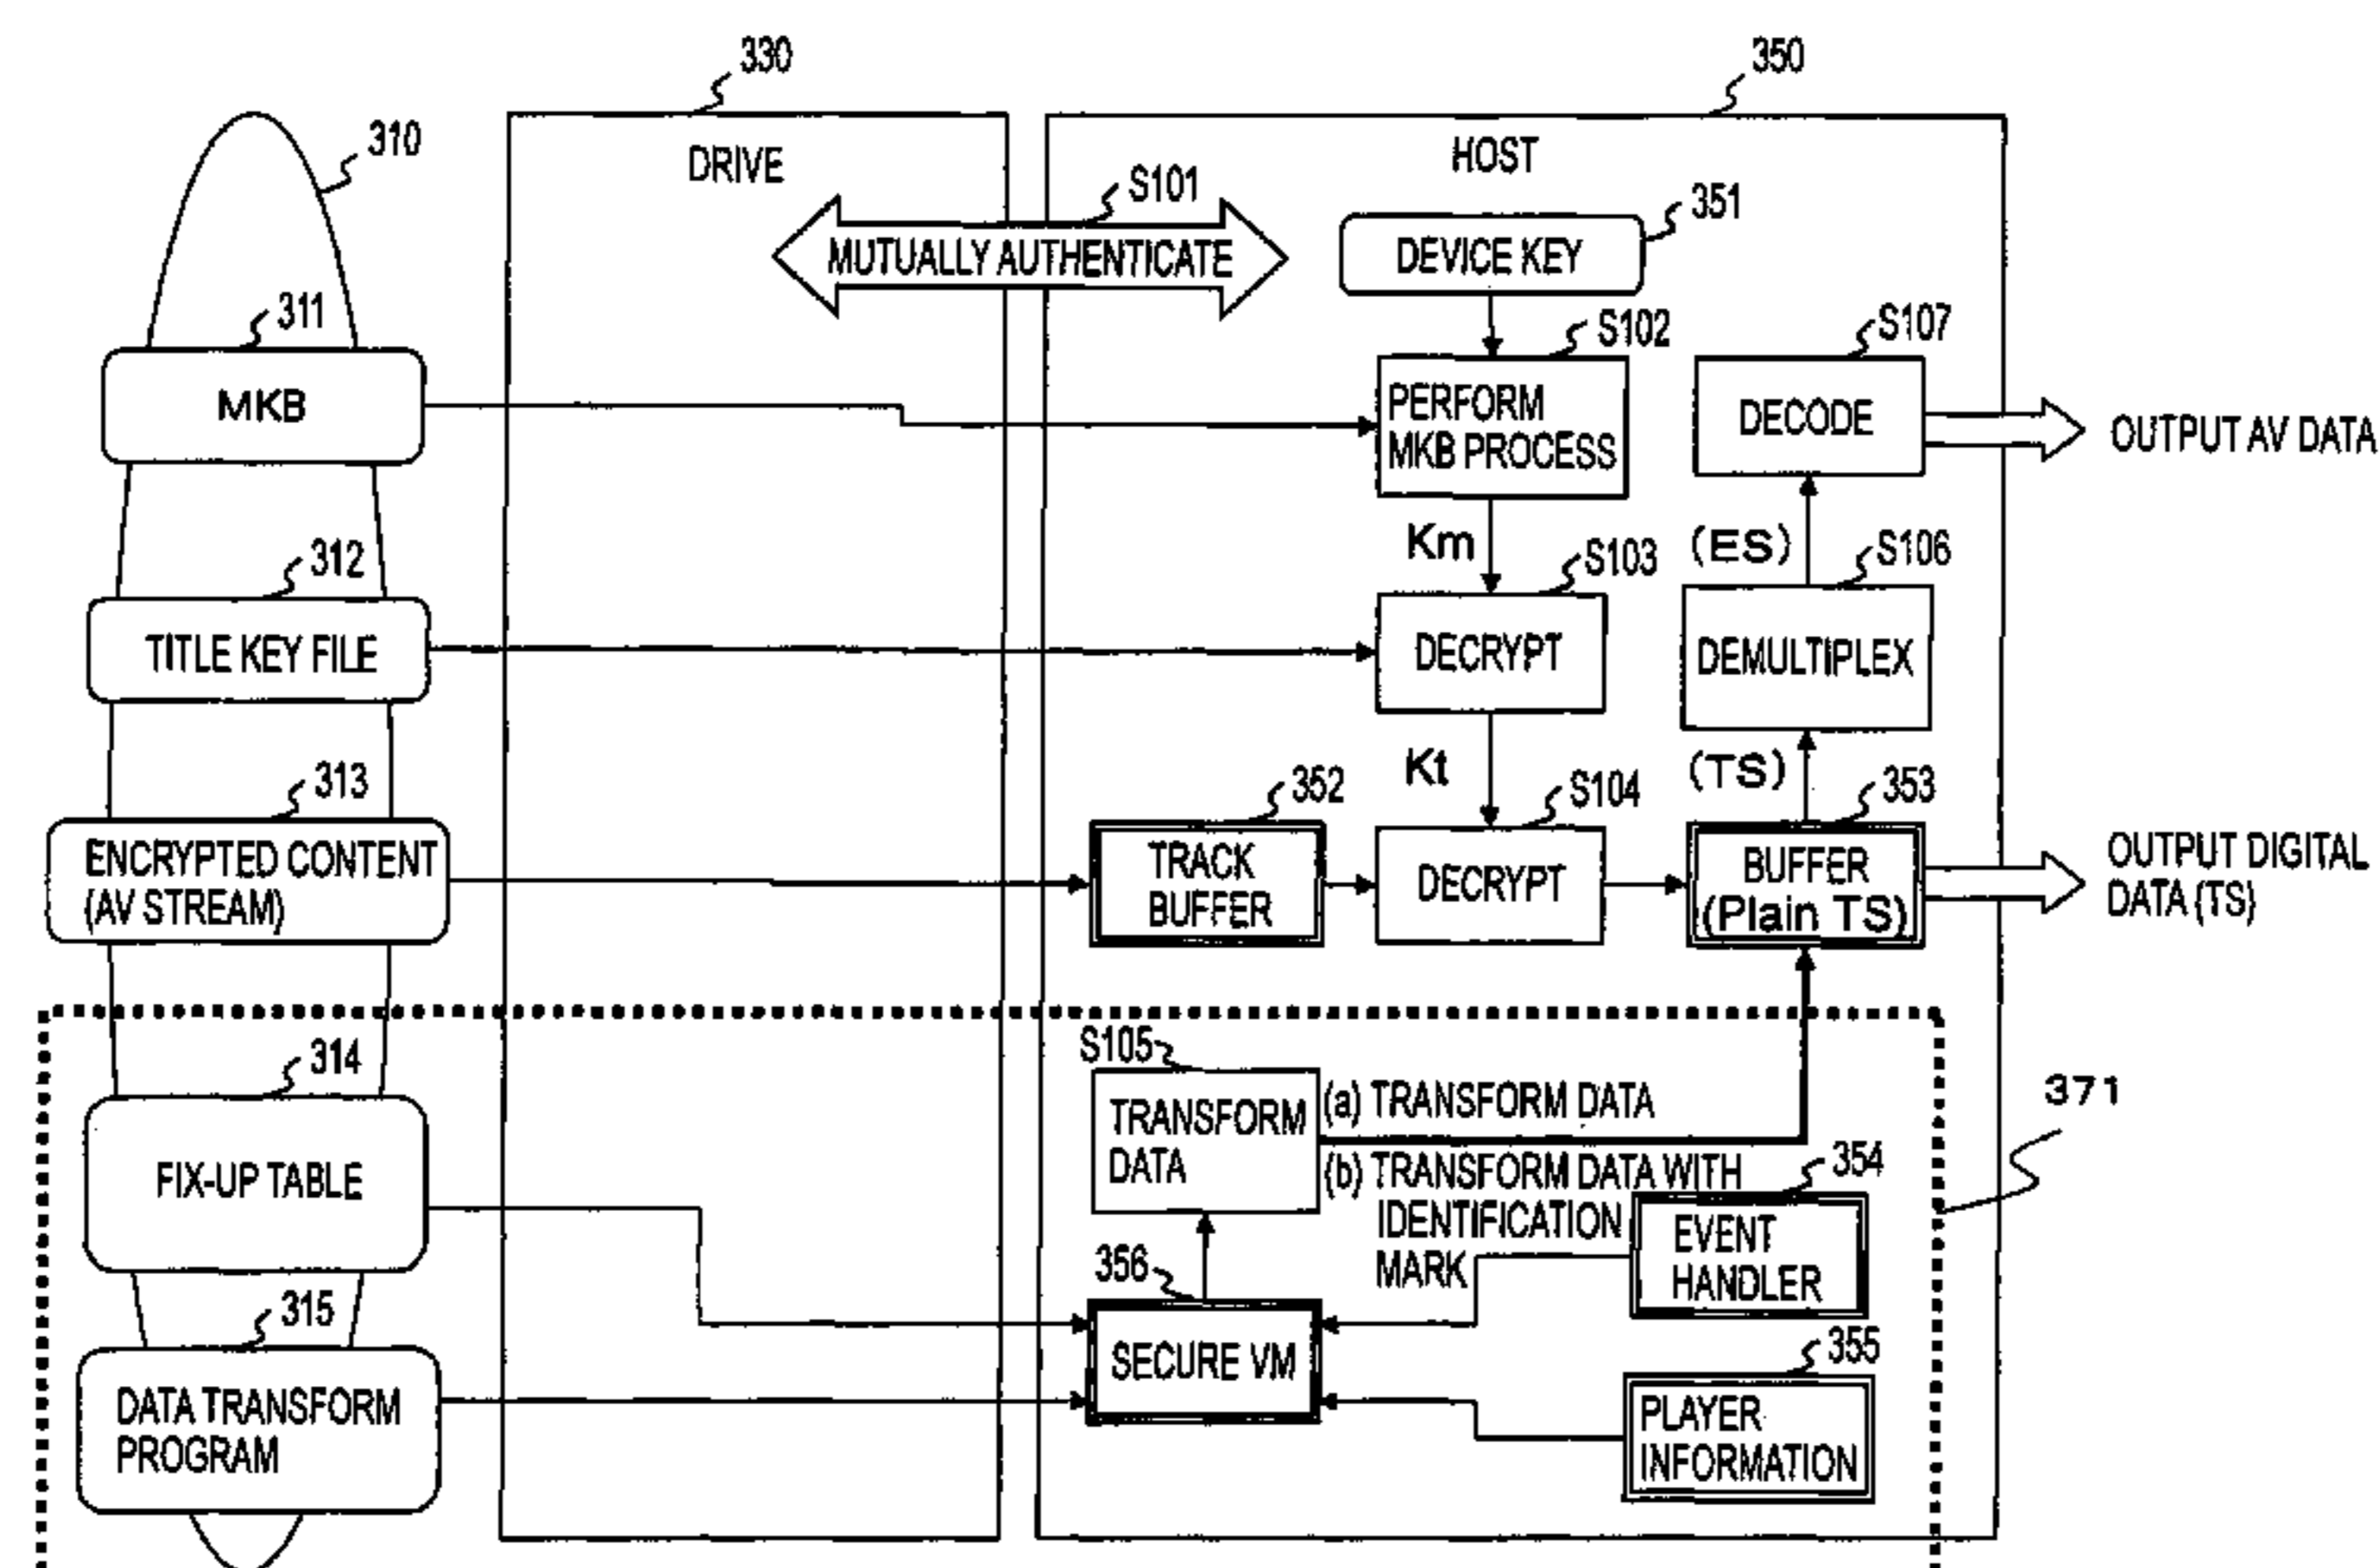 330
350
310
DRIVE
HOST
S101
351
MUTUALLY AUTHENTICATE
DEVICE KEY
311
S102
S107
MKB
PERFORM
MKB PROCESS
DECODE
OUTPUT AV DATA
Km
(ES)
312
S103
S106
TITLE KEY FILE
DECRYPT
DEMULTIPLEX
Kt
(TS)
313
352
S104
353
ENCRYPTED CONTENT
(AV STREAM)
TRACK
BUFFER
DECRYPT
BUFFER
(Plain TS)
OUTPUT DIGITAL
DATA (TS)
314
S105
371
FIX-UP TABLE
TRANSFORM
DATA
(a) TRANSFORM DATA
(b) TRANSFORM DATA WITH
IDENTIFICATION
MARK
354
EVENT
HANDLER
315
356
355
DATA TRANSFORM
PROGRAM
SECURE VM
PLAYER
INFORMATION